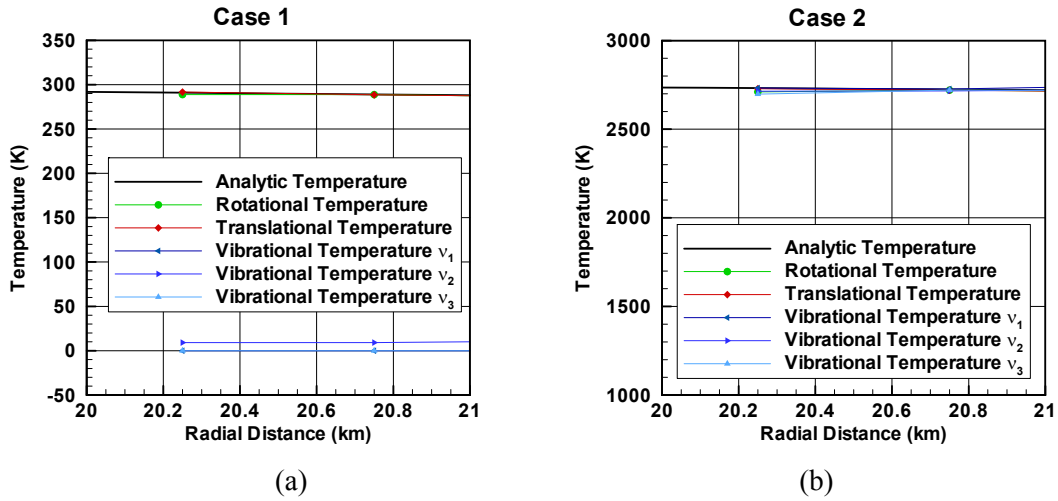 Case 1
350
300
250
200
150
100
50
0
-50
Temperature (K)
Analytic Temperature
Rotational Temperature
Translational Temperature
Vibrational Temperature ν1
Vibrational Temperature ν2
Vibrational Temperature ν3
20 20.2 20.4 20.6 20.8 21
Radial Distance (km)
(a)
Case 2
3000
2500
2000
1500
1000
Temperature (K)
Analytic Temperature
Rotational Temperature
Translational Temperature
Vibrational Temperature ν1
Vibrational Temperature ν2
Vibrational Temperature ν3
20 20.2 20.4 20.6 20.8 21
Radial Distance (km)
(b)